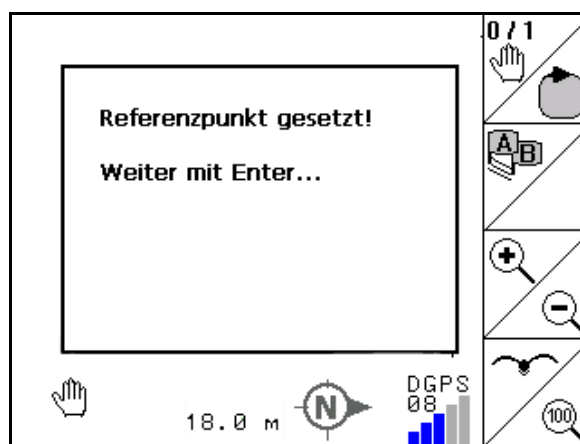 0/1
Referenzpunkt gesetzt!
Weiter mit Enter...
A B
N
DGPS
08
18.0 m
100